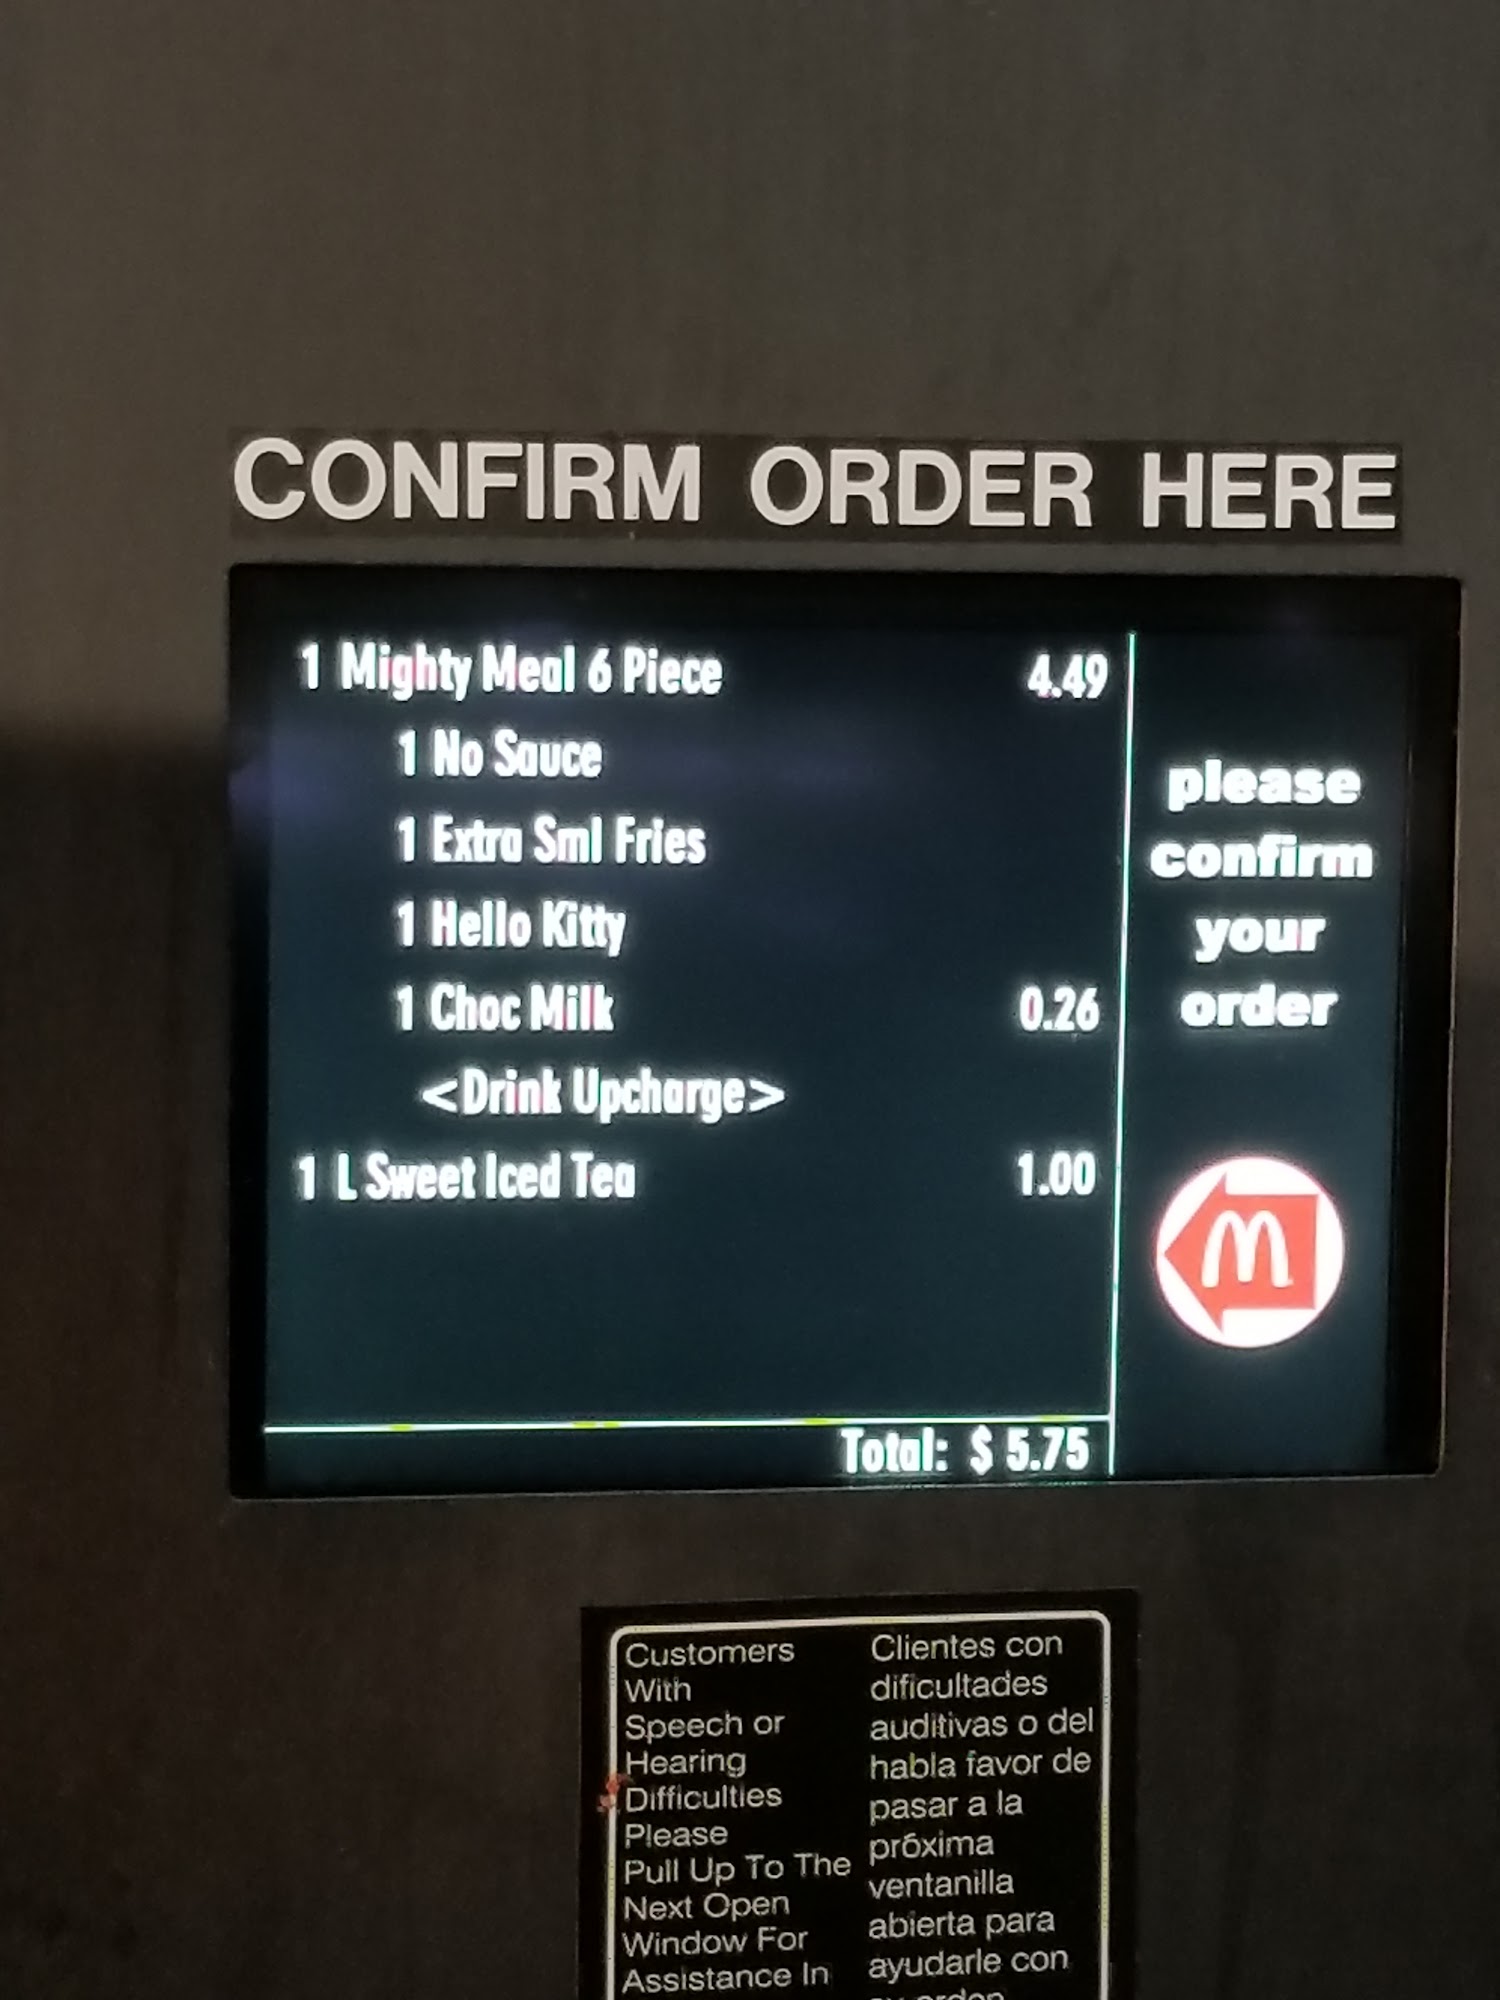 CONFIRM ORDER HERE
1 Mighty Meal 6 Piece 4.49
1 No Sauce
1 Extra Sml Fries
1 Hello Kitty
1 Choc Milk 0.26
<Drink Upcharge>
1 L Sweet Iced Tea 1.00
Total: $ 5.75
please
confirm
your
order
M
Customers
With
Speech or
Hearing
Difficulties
Please
Pull Up To The
Next Open
Window For
Assistance In
Clientes con
dificultades
auditivas o del
habla favor de
pasar a la
próxima
ventanilla
abierta para
ayudarle con